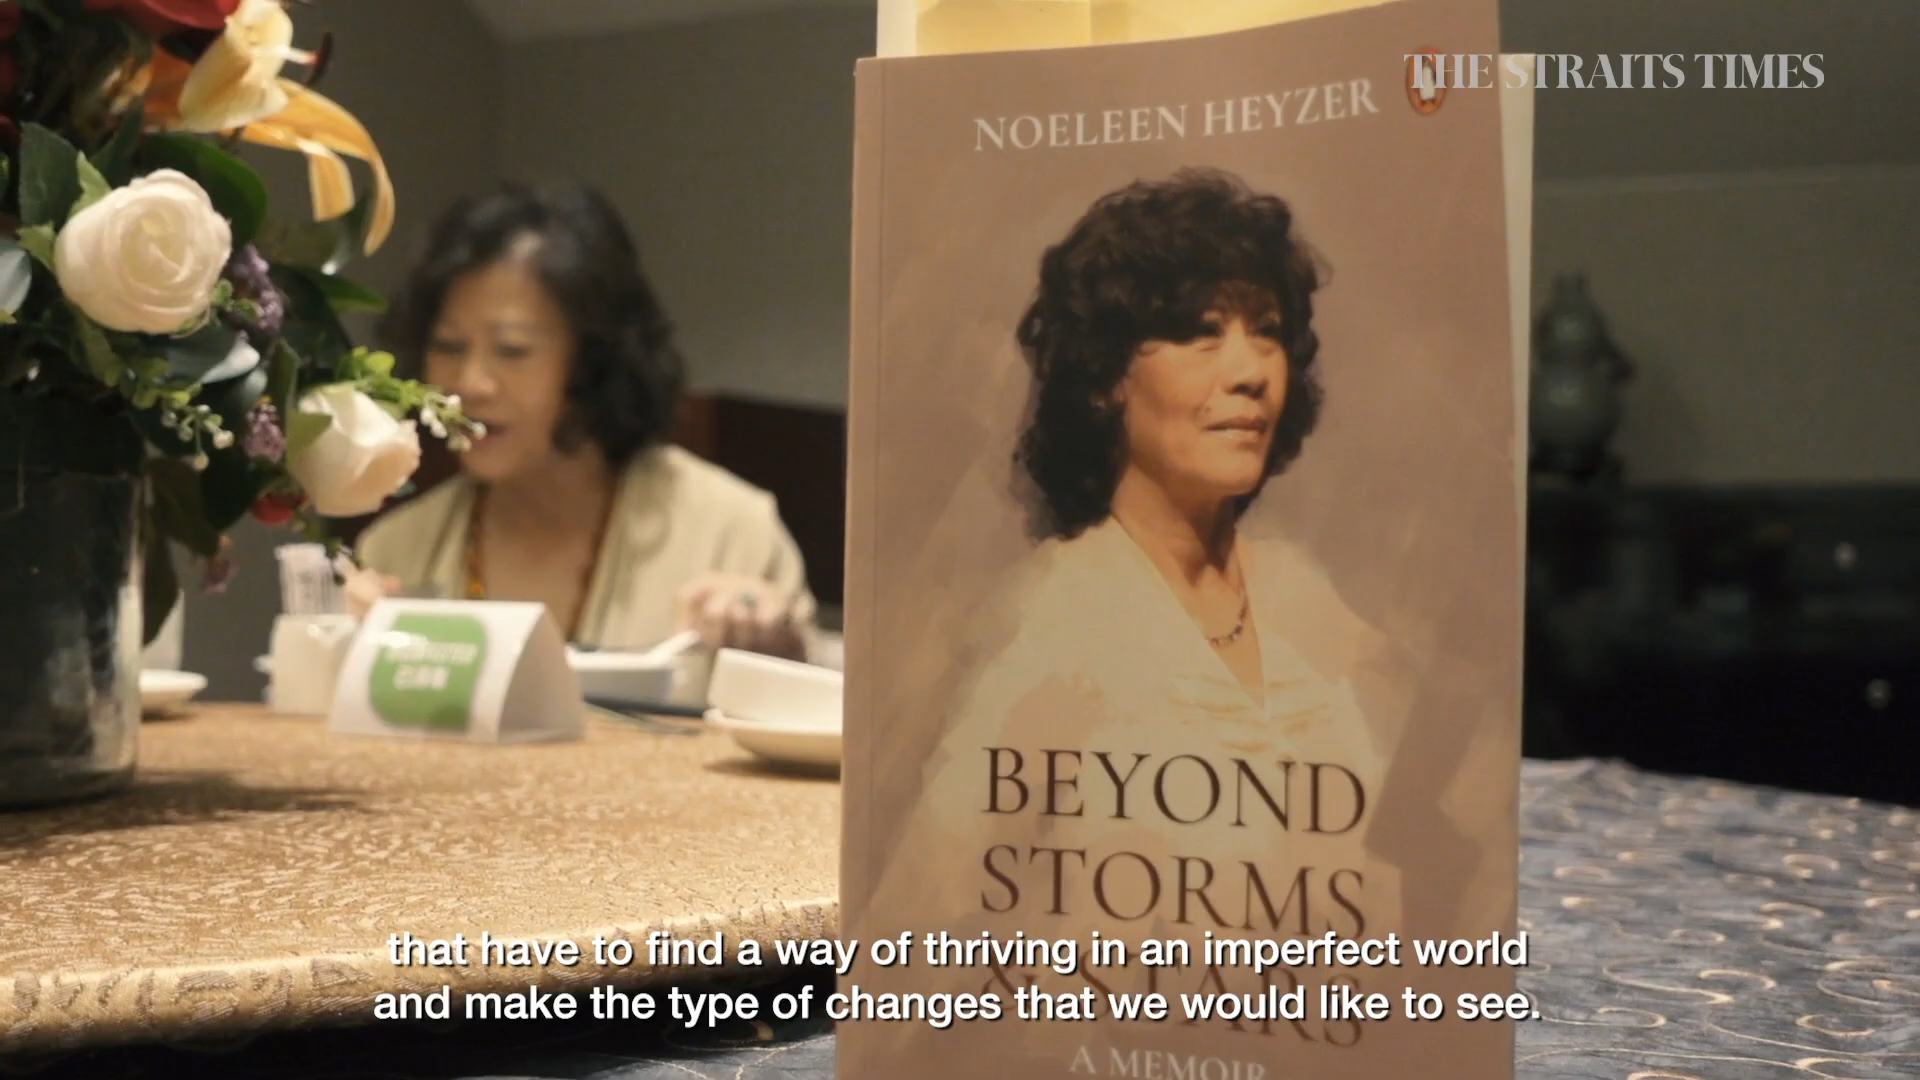 THE STRAITS TIMES
NOELEEN HEYZER
BEYOND
STORMS
& STARS
A MEMOIR
that have to find a way of thriving in an imperfect world
and make the type of changes that we would like to see.